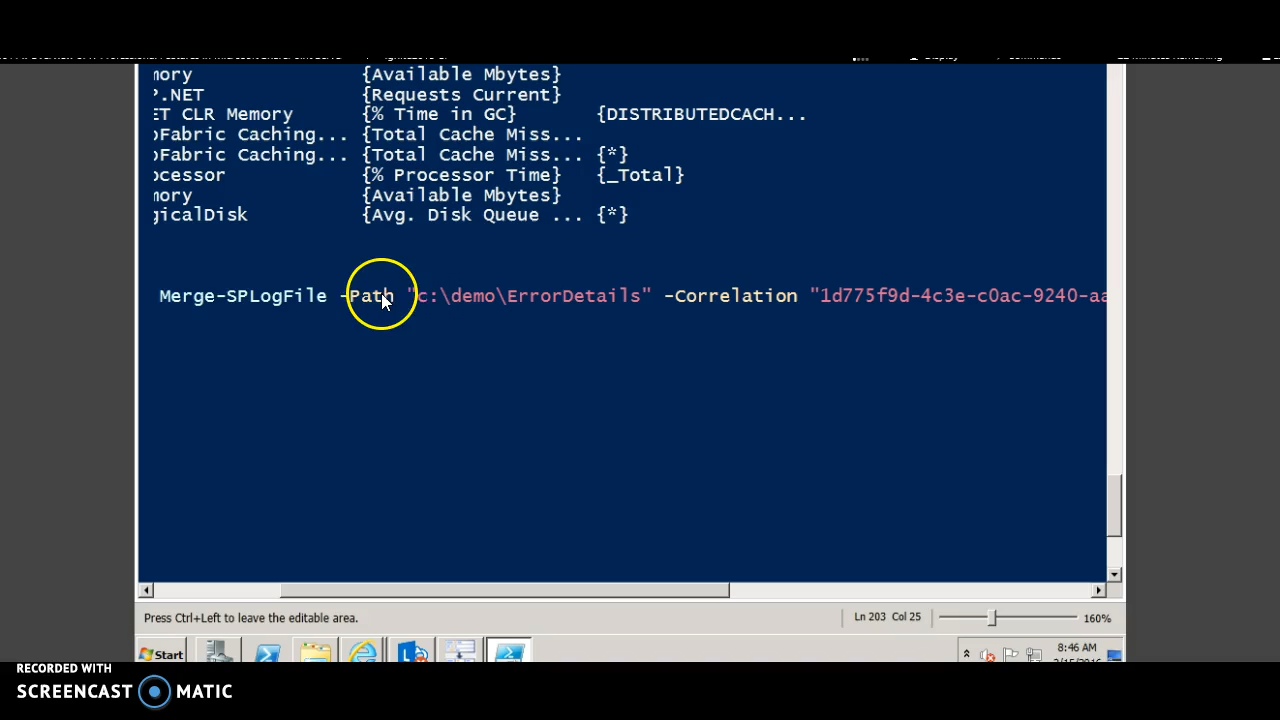 mory {Available Mbytes}
P.NET {Requests Current}
ET CLR Memory {% Time in GC} {DISTRIBUTEDCACH...
oFabric Caching... {Total Cache Miss...
oFabric Caching... {Total Cache Miss... {*}
ocessor {% Processor Time} {_Total}
mory {Available Mbytes}
gicalDisk {Avg. Disk Queue ... {*}
Merge-SPLogFile -Path "c:\demo\ErrorDetails" -Correlation "1d775f9d-4c3e-c0ac-9240-aa
Press Ctrl+Left to leave the editable area. Ln 203 Col 25 160%
Start 8:46 AM
RECORDED WITH
SCREENCAST MATIC